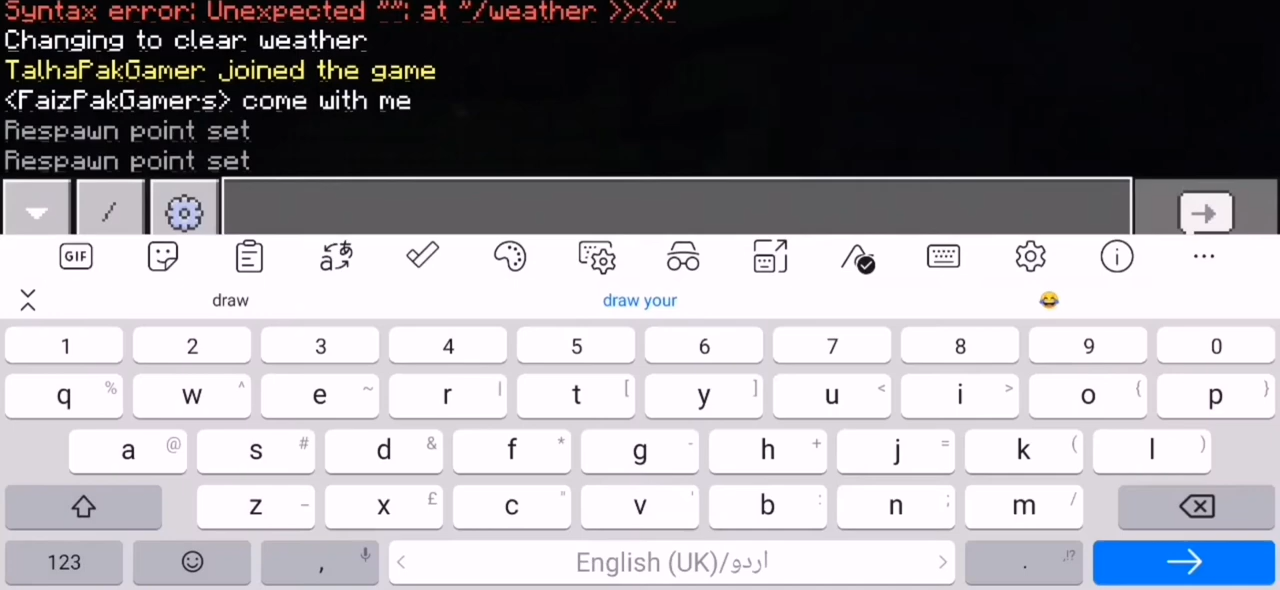 Syntax error: Unexpected "": at "/weather >><<"
Changing to clear weather
TalhaPakGamer joined the game
<FaizPakGamers> come with me
Respawn point set
Respawn point set
/
GIF
draw draw your 😂
1 2 3 4 5 6 7 8 9 0
q % w ^ e ~ r | t [ y ] u < i > o { p }
a @ s # d & f * g - h + j = k ( l )
z _ x £ c " v ' b : n ; m /
123 , < English (UK)/اردو > . ,!?